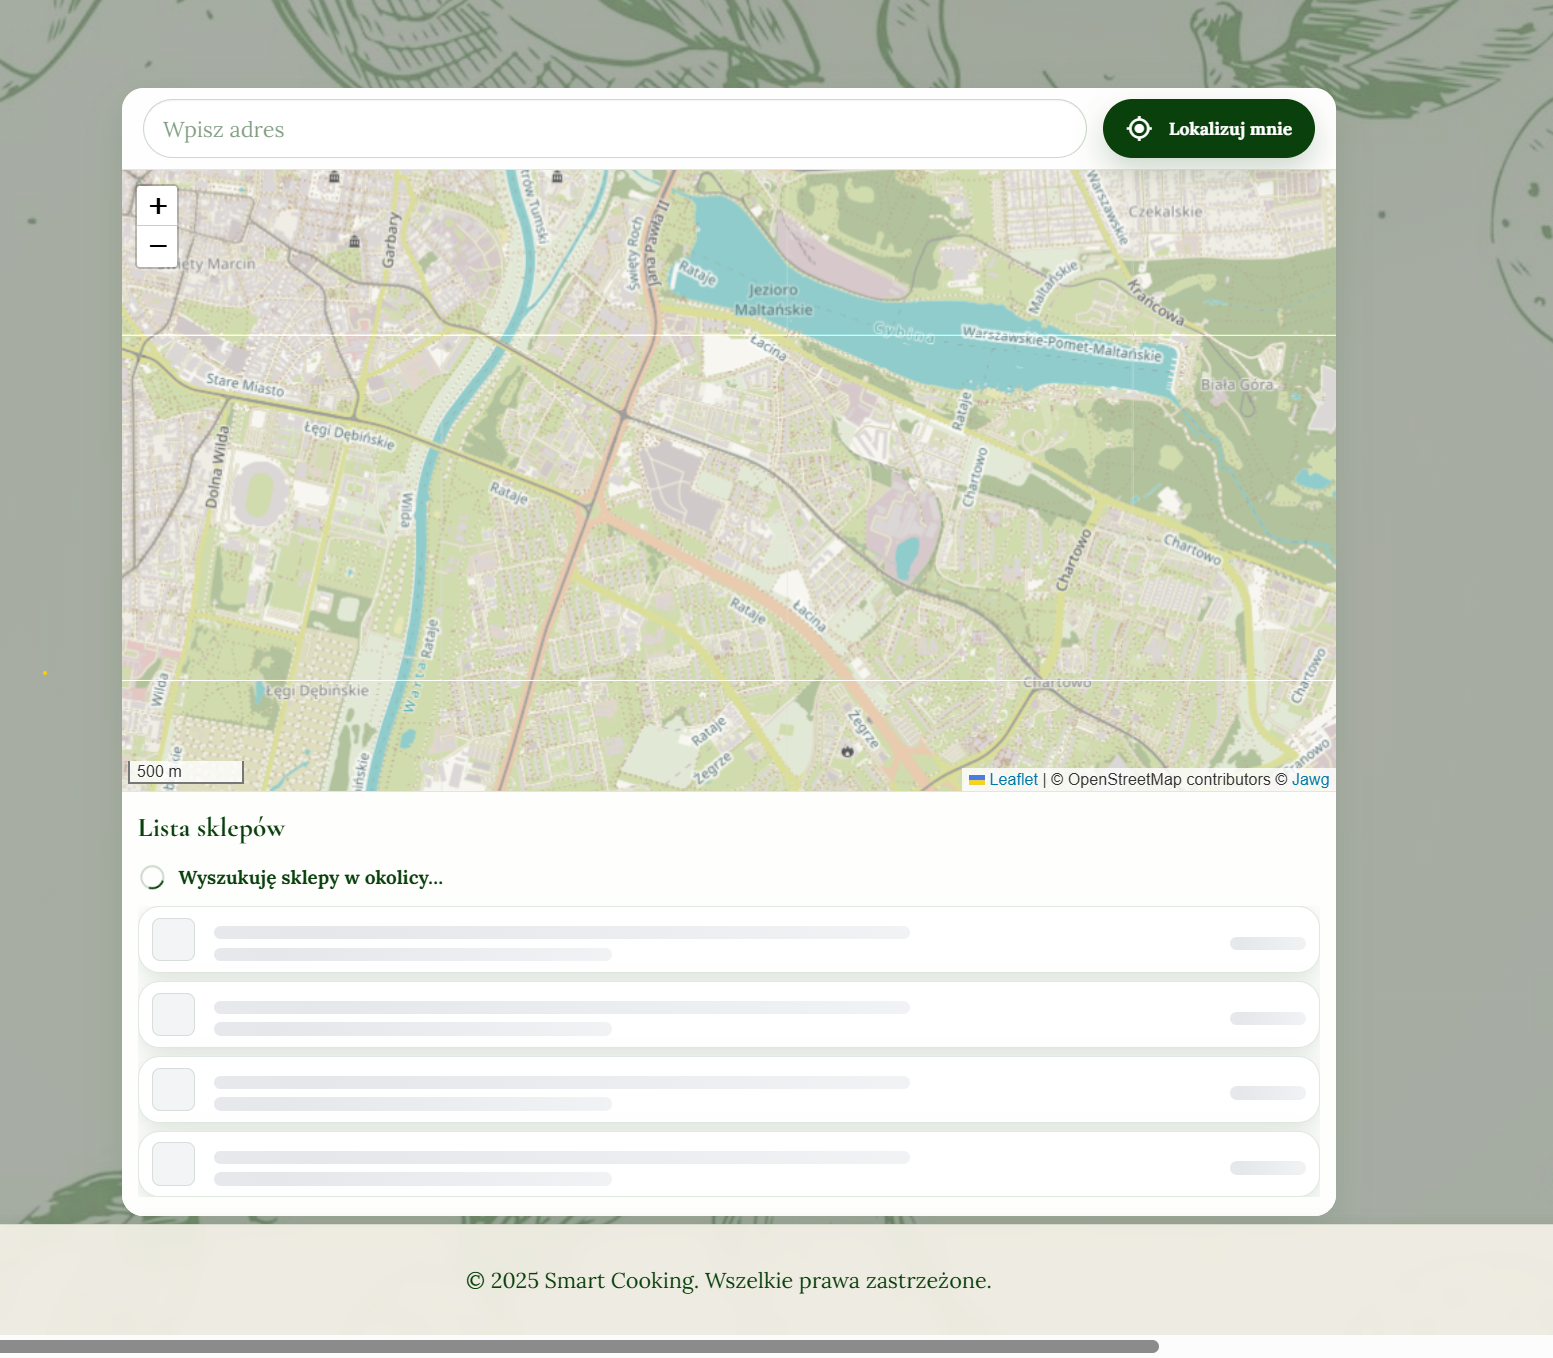 Wpisz adres
Lokalizuj mnie
+
−
trów Tumski
Garbary
Święty Roch
Jana Pawła II
Rataje
Jezioro
Maltańskie
Warszawskie
Czekalskie
Maltańskie
Krańcowa
Cybina
Warszawskie-Pomet-Maltańskie
Biała Góra
Święty Marcin
Stare Miasto
Łęgi Dębińskie
Dolna Wilda
Wilda
Rataje
Łacina
Rataje
Chartowo
Chartowo
Chartowo
Rataje
Łacina
Rataje
Warta
Wilda
Łęgi Dębińskie
Chartowo
Chartowo
Rataje
Żegrze
Żegrze
500 m
Leaflet | © OpenStreetMap contributors © Jawg
Lista sklepów
Wyszukuję sklepy w okolicy...
© 2025 Smart Cooking. Wszelkie prawa zastrzeżone.